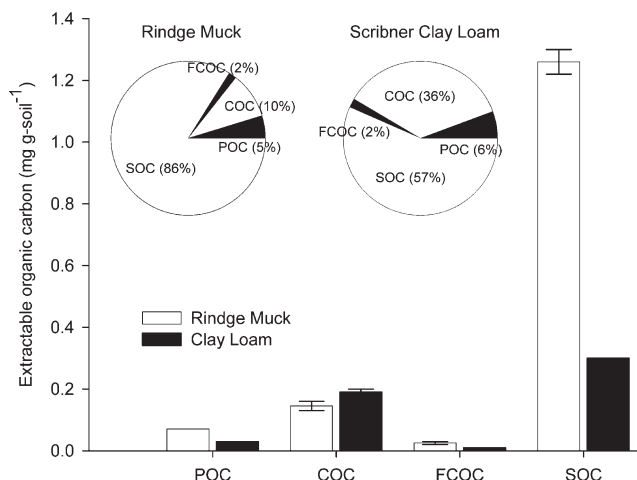 Rindge Muck
Scribner Clay Loam
FCOC (2%)
COC (10%)
POC (5%)
SOC (86%)
COC (36%)
FCOC (2%)
POC (6%)
SOC (57%)
Extractable organic carbon (mg g-soil⁻¹)
1.2
1.0
0.8
0.6
0.4
0.2
0.0
Rindge Muck
Clay Loam
POC
COC
FCOC
SOC